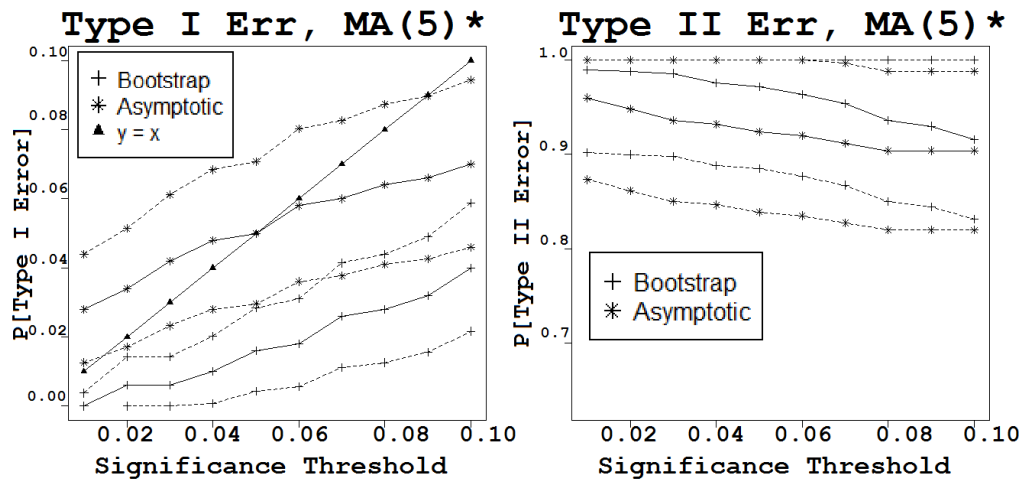 Type I Err, MA(5)*
P[Type I Error]
0.10
0.08
0.06
0.04
0.02
0.00
Bootstrap
Asymptotic
y = x
0.02
0.04
0.06
0.08
0.10
Significance Threshold
Type II Err, MA(5)*
P[Type II Error]
1.0
0.9
0.8
0.7
Bootstrap
Asymptotic
0.02
0.04
0.06
0.08
0.10
Significance Threshold